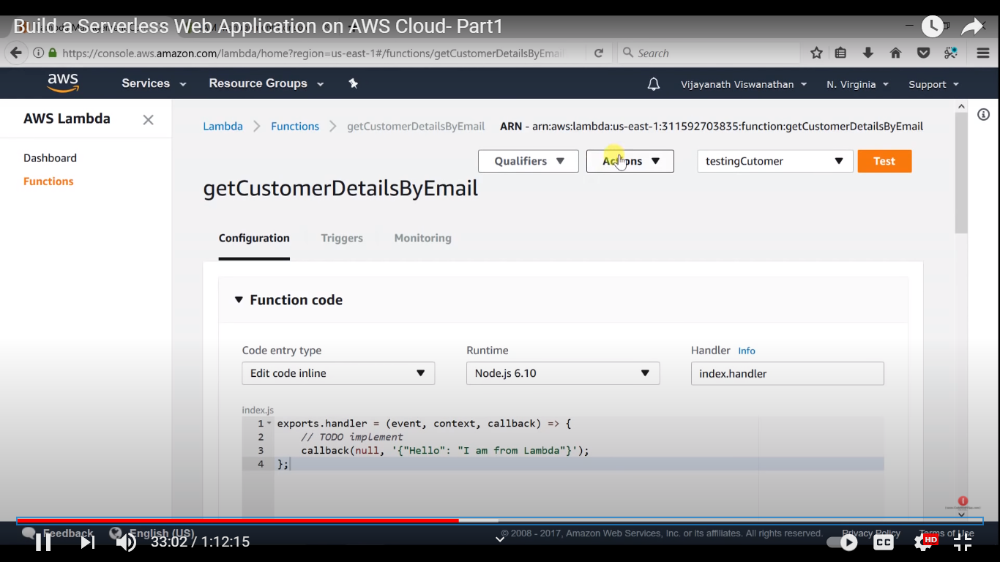 Build a Serverless Web Application on AWS Cloud- Part1
https://console.aws.amazon.com/lambda/home?region=us-east-1#/functions/getCustomerDetailsByEmail
Search
aws
Services
Resource Groups
Vijayanath Viswanathan
N. Virginia
Support
AWS Lambda
Dashboard
Functions
Lambda
Functions
getCustomerDetailsByEmail
ARN - arn:aws:lambda:us-east-1:311592703835:function:getCustomerDetailsByEmail
Qualifiers
Actions
testingCutomer
Test
getCustomerDetailsByEmail
Configuration
Triggers
Monitoring
Function code
Code entry type
Runtime
Handler Info
Edit code inline
Node.js 6.10
index.handler
index.js
1 exports.handler = (event, context, callback) => {
2 // TODO implement
3 callback(null, '{"Hello": "I am from Lambda"}');
4 };
Feedback
English (US)
© 2008 - 2017, Amazon Web Services, Inc. or its affiliates. All rights reserved.
Privacy Policy
Terms of Use
33:02 / 1:12:15
CC
HD